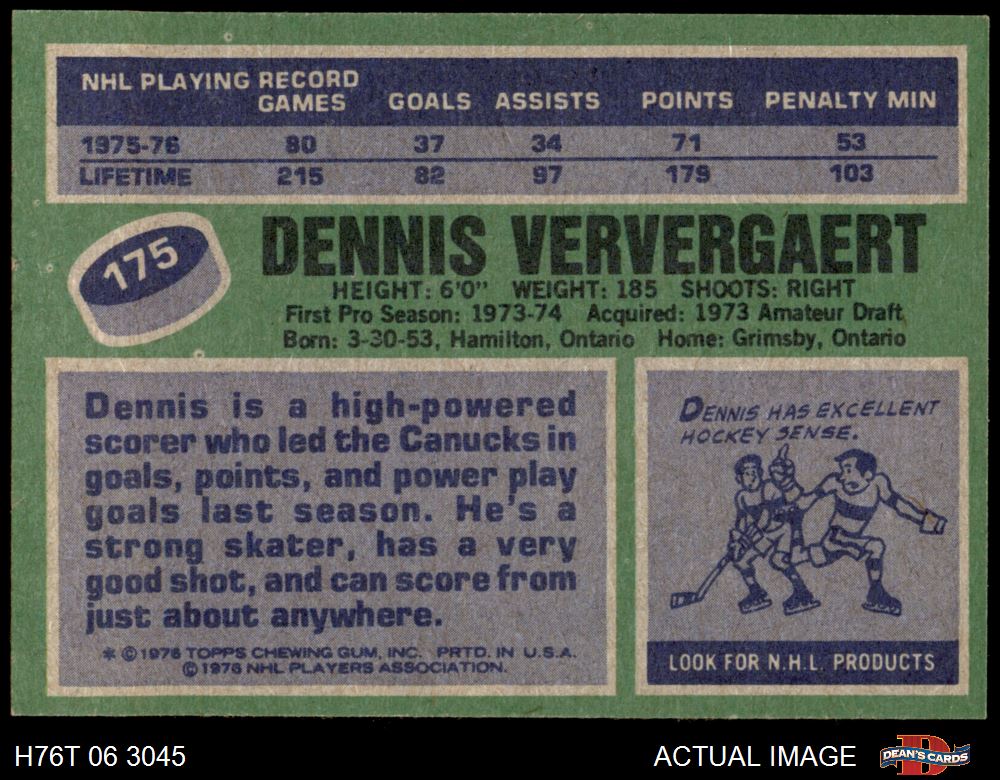 NHL PLAYING RECORD
GAMES GOALS ASSISTS POINTS PENALTY MIN
1975-76 80 37 34 71 53
LIFETIME 215 82 97 179 103
175
DENNIS VERVERGAERT
HEIGHT: 6'0" WEIGHT: 185 SHOOTS: RIGHT
First Pro Season: 1973-74 Acquired: 1973 Amateur Draft
Born: 3-30-53, Hamilton, Ontario Home: Grimsby, Ontario
Dennis is a high-powered
scorer who led the Canucks in
goals, points, and power play
goals last season. He's a
strong skater, has a very
good shot, and can score from
just about anywhere.
* © 1976 TOPPS CHEWING GUM, INC. PRTD. IN U.S.A.
© 1976 NHL PLAYERS ASSOCIATION.
DENNIS HAS EXCELLENT
HOCKEY SENSE.
LOOK FOR N.H.L. PRODUCTS
H76T 06 3045 ACTUAL IMAGE DEAN'S CARDS